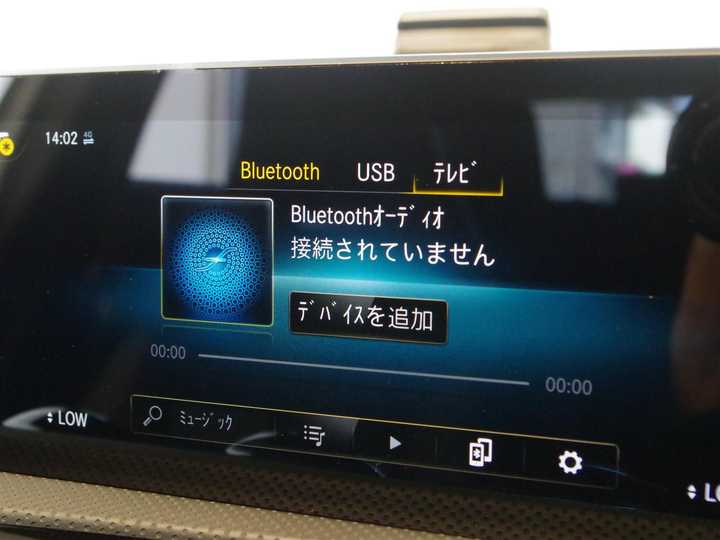 14:02 4G
Bluetooth USB ﾃﾚﾋﾞ
Bluetoothｵｰﾃﾞｨｵ
接続されていません
ﾃﾞﾊﾞｲｽを追加
00:00 00:00
LOW ﾐｭｰｼﾞｯｸ
LO